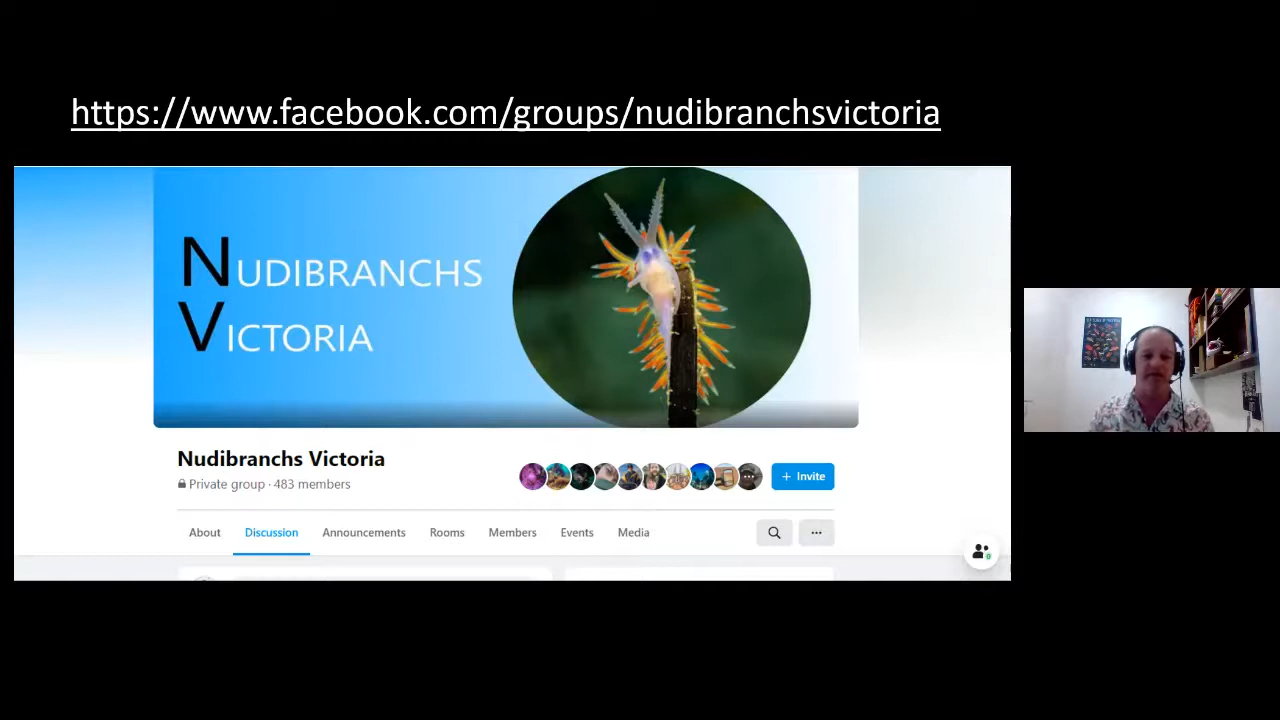 https://www.facebook.com/groups/nudibranchsvictoria
NUDIBRANCHS
VICTORIA
Nudibranchs Victoria
Private group · 483 members
+ Invite
About Discussion Announcements Rooms Members Events Media